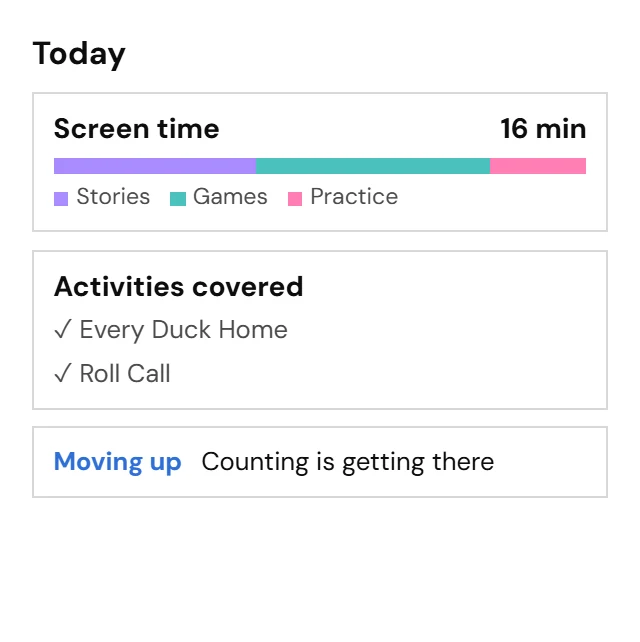 Today
Screen time 16 min
Stories Games Practice
Activities covered
✓ Every Duck Home
✓ Roll Call
Moving up Counting is getting there